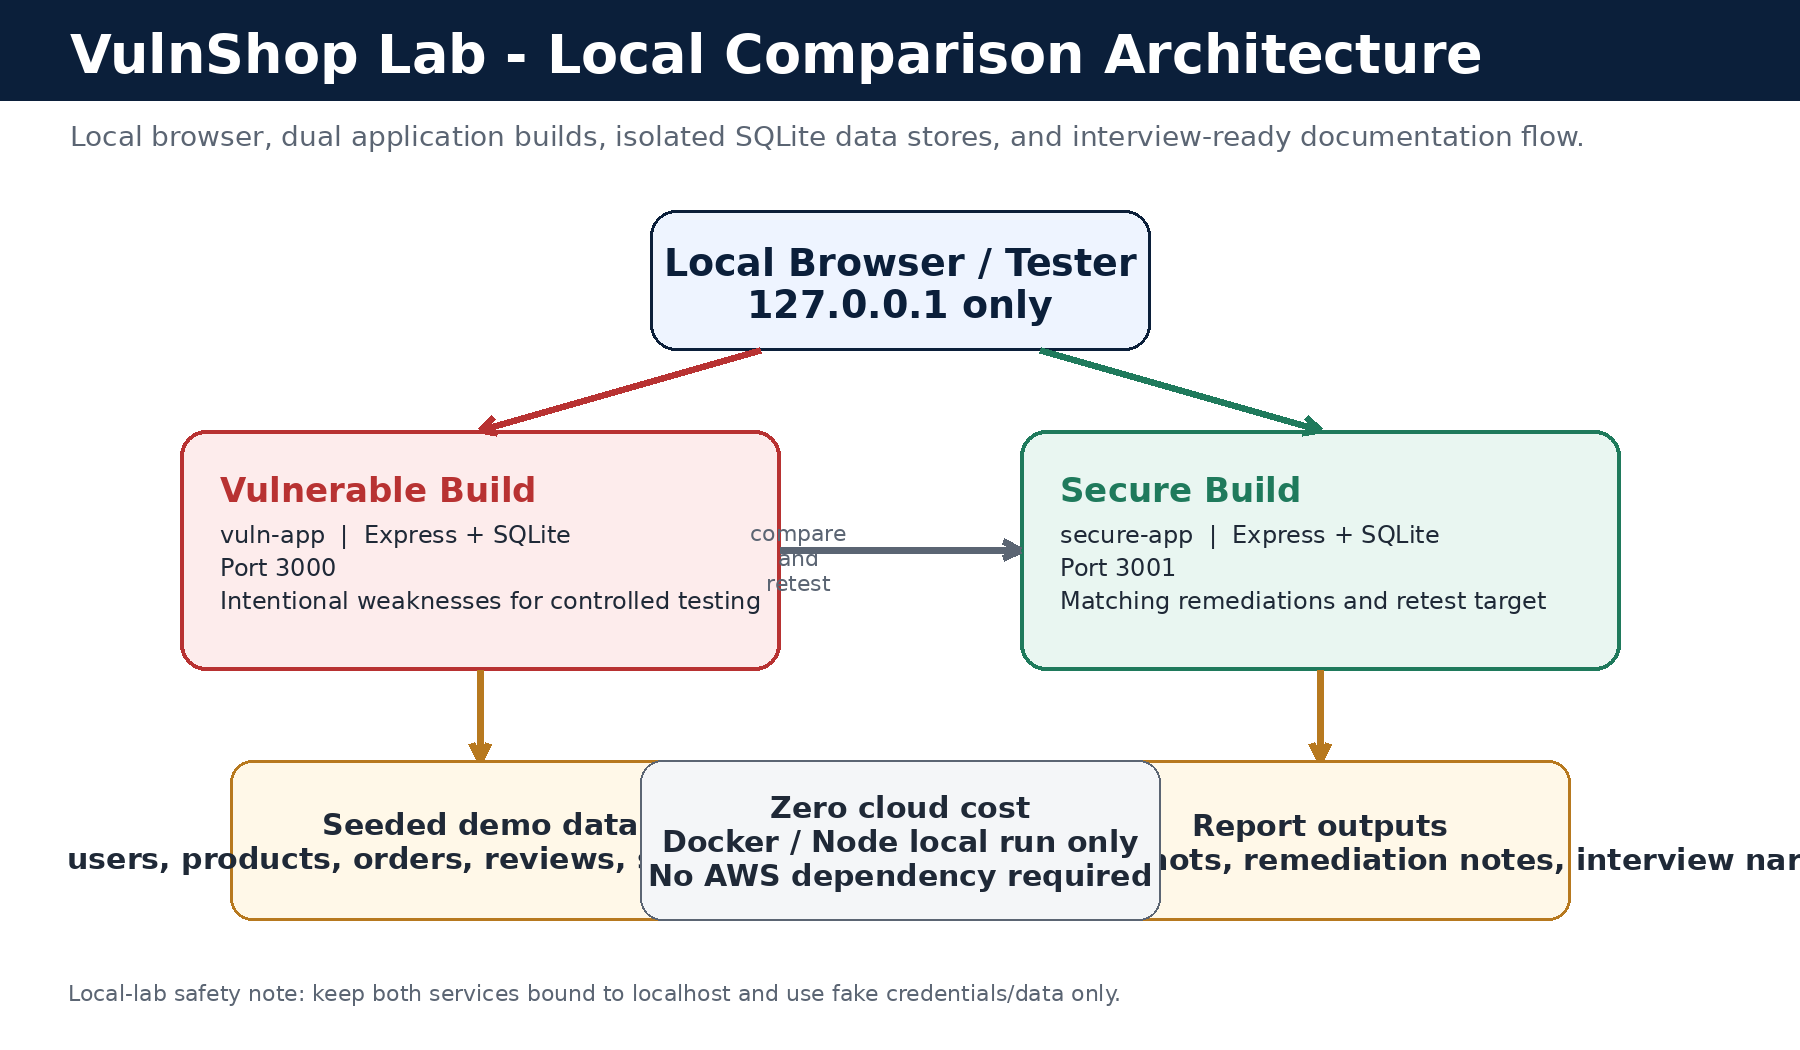 VulnShop Lab - Local Comparison Architecture
Local browser, dual application builds, isolated SQLite data stores, and interview-ready documentation flow.
Local Browser / Tester
127.0.0.1 only
Vulnerable Build
vuln-app | Express + SQLite
Port 3000
Intentional weaknesses for controlled testing
compare
and
retest
Secure Build
secure-app | Express + SQLite
Port 3001
Matching remediations and retest target
Seeded demo data
users, products, orders, reviews,
Zero cloud cost
Docker / Node local run only
No AWS dependency required
Report outputs
remediation notes, interview
Local-lab safety note: keep both services bound to localhost and use fake credentials/data only.